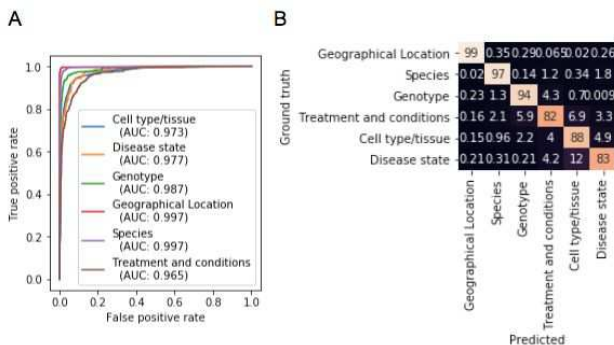 A
True positive rate
1.0
0.8
0.6
0.4
0.2
0.0
Cell type/tissue
(AUC: 0.973)
Disease state
(AUC: 0.977)
Genotype
(AUC: 0.987)
Geographical Location
(AUC: 0.997)
Species
(AUC: 0.997)
Treatment and conditions
(AUC: 0.965)
0.0 0.2 0.4 0.6 0.8 1.0
False positive rate
B
Ground truth
Geographical Location 99 0.35 0.29 0.065 0.02 0.26
Species 0.02 97 0.14 1.2 0.34 1.8
Genotype 0.23 1.3 94 4.3 0.7 0.009
Treatment and conditions 0.16 2.1 5.9 82 6.9 3.3
Cell type/tissue 0.15 0.96 2.2 4 88 4.9
Disease state 0.21 0.31 0.21 4.2 12 83
Geographical Location
Species
Genotype
Treatment and conditions
Cell type/tissue
Disease state
Predicted